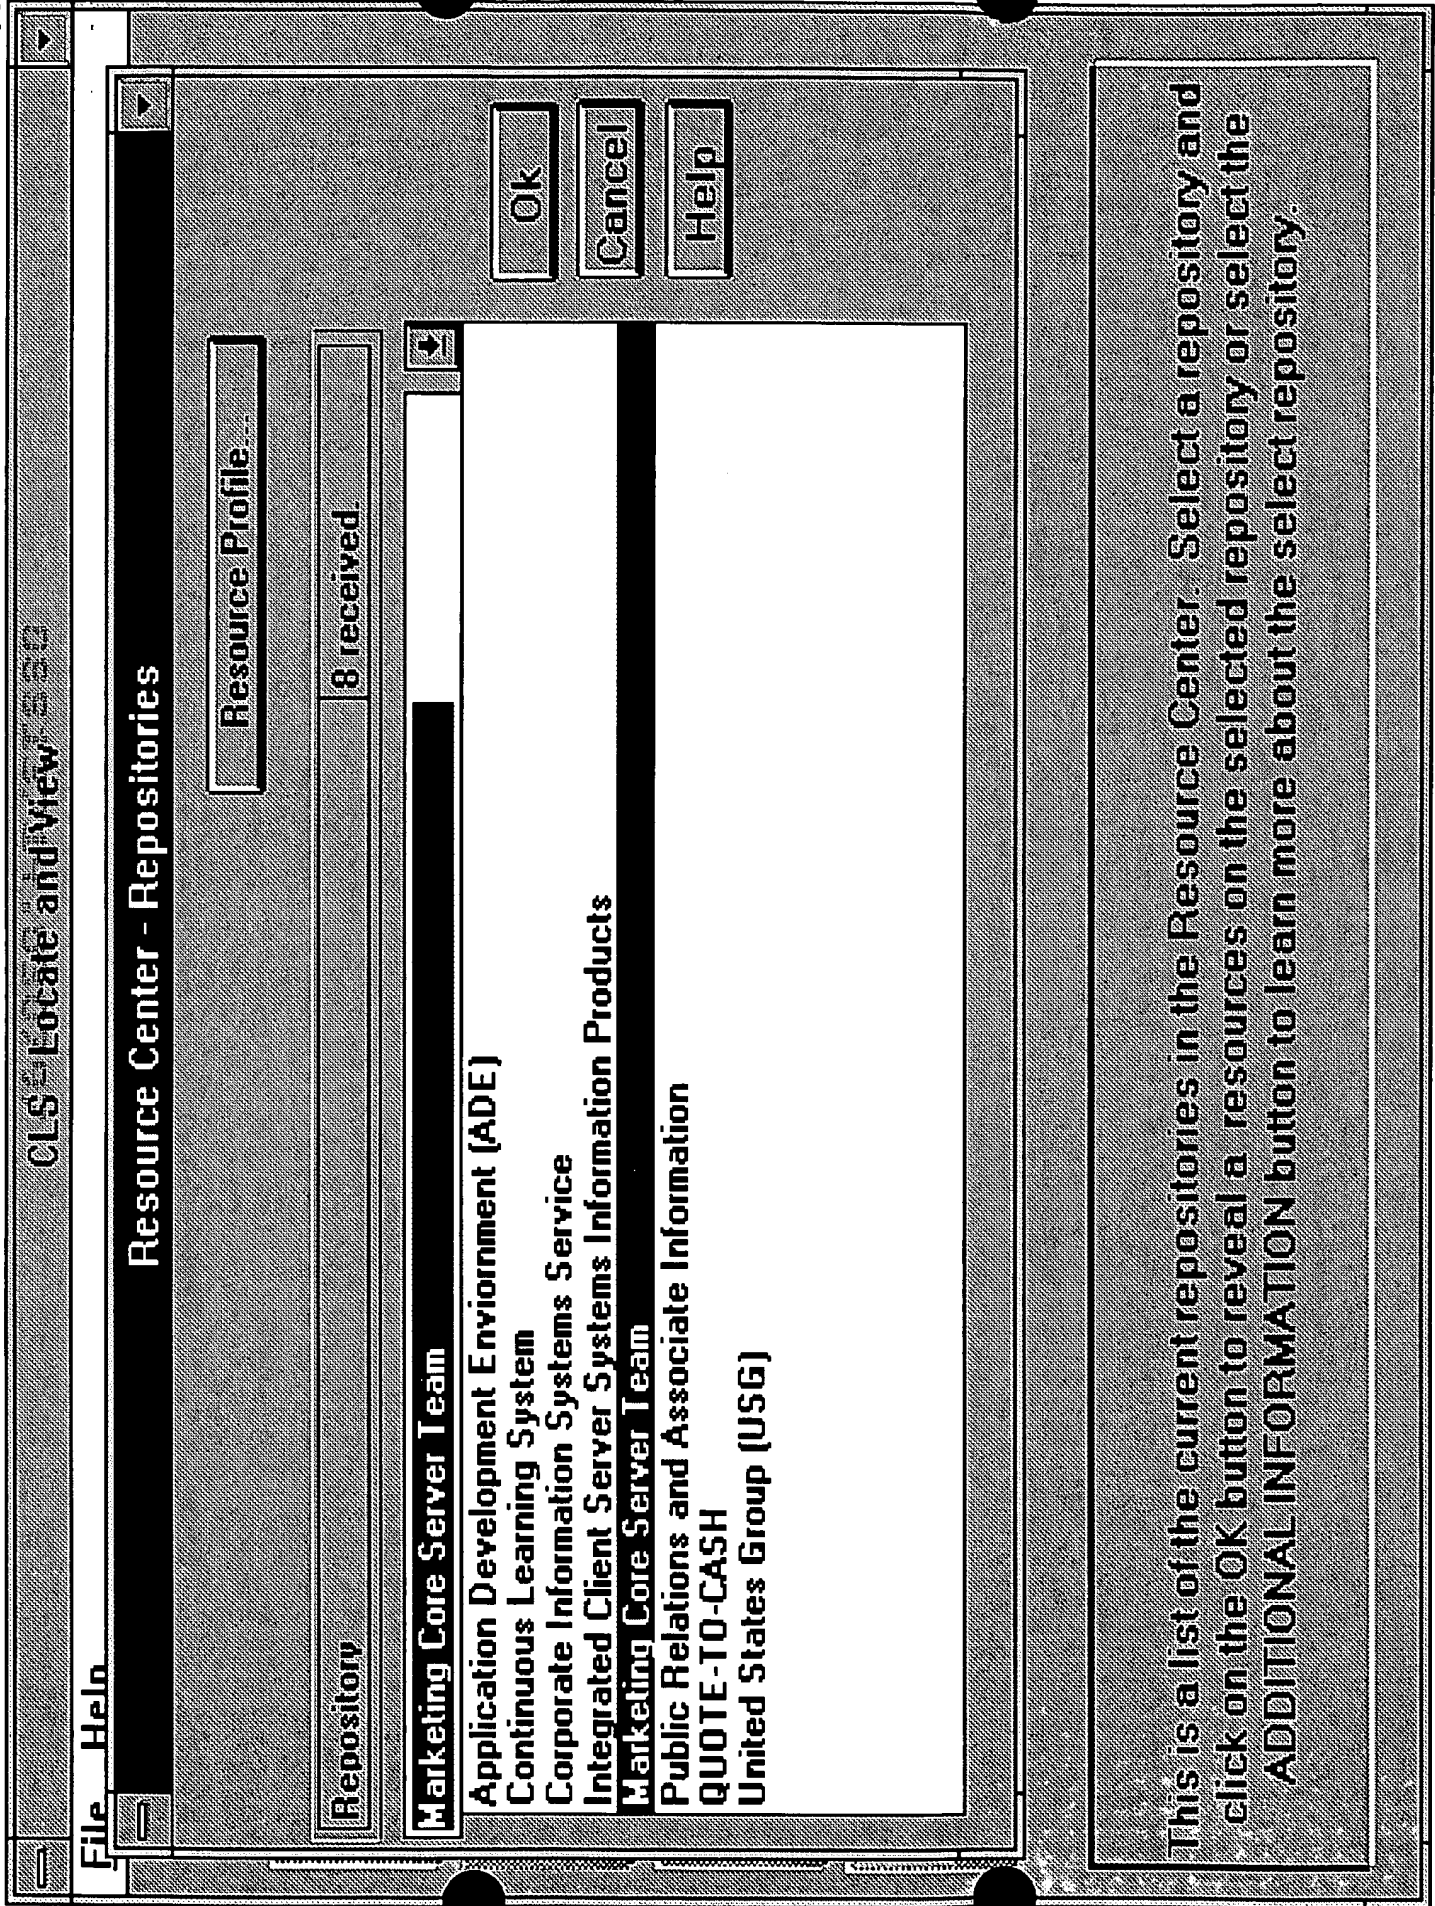 CLS - Locate and View
File Help
Resource Center - Repositories
Resource Profile...
Repository 8 received.
Marketing Core Server Team
Application Development Enviornment (ADE)
Continuous Learning System
Corporate Information Systems Service
Integrated Client Server Systems Information Products
Marketing Core Server Team
Public Relations and Associate Information
QUOTE-TO-CASH
United States Group (USG)
Ok
Cancel
Help
This is a list of the current repositories in the Resource Center. Select a repository and
click on the OK button to reveal a resources on the selected repository or select the
ADDITIONAL INFORMATION button to learn more about the select repository.